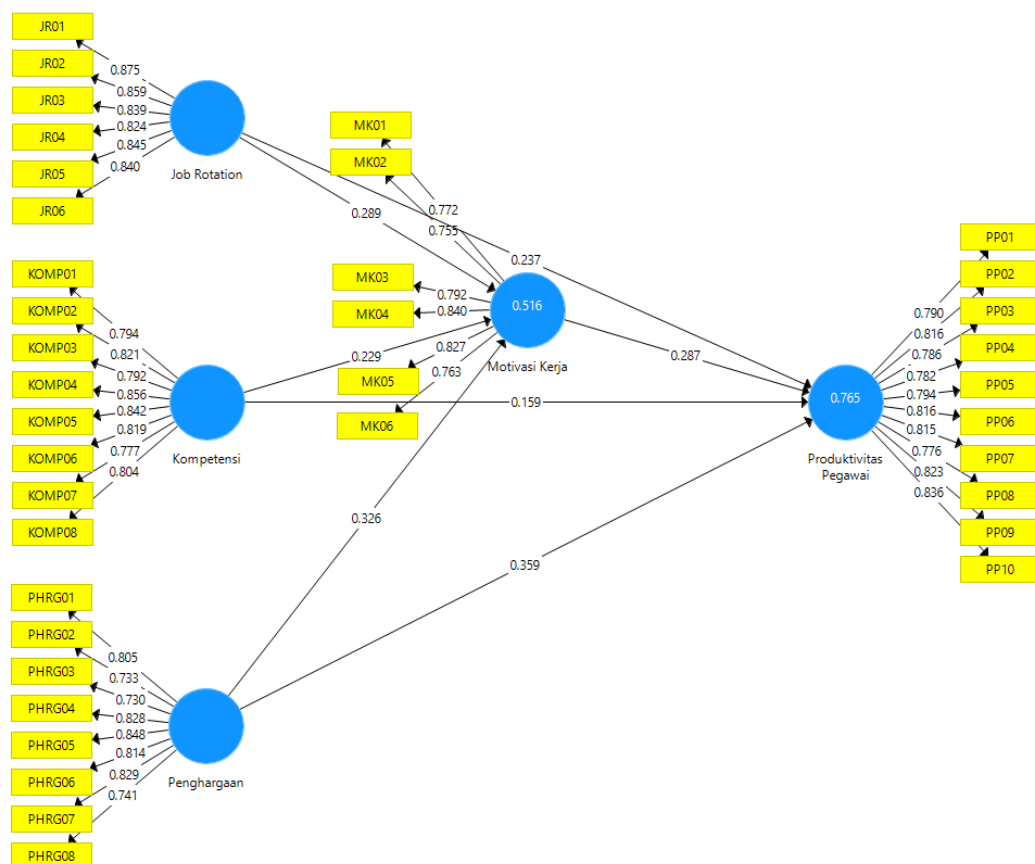 JR01
JR02
JR03
JR04
JR05
JR06
0.875
0.859
0.839
0.824
0.845
0.840
Job Rotation
MK01
MK02
0.772
0.755
0.289
0.237
KOMP01
KOMP02
KOMP03
KOMP04
KOMP05
KOMP06
KOMP07
KOMP08
0.794
0.821
0.792
0.856
0.842
0.819
0.777
0.804
Kompetensi
MK03
MK04
MK05
MK06
0.792
0.840
0.827
0.763
0.516
Motivasi Kerja
0.229
0.287
0.159
0.326
0.359
PHRG01
PHRG02
PHRG03
PHRG04
PHRG05
PHRG06
PHRG07
PHRG08
0.805
0.733
0.730
0.828
0.848
0.814
0.829
0.741
Penghargaan
0.765
Produktivitas
Pegawai
0.790
0.816
0.786
0.782
0.794
0.816
0.815
0.776
0.823
0.836
PP01
PP02
PP03
PP04
PP05
PP06
PP07
PP08
PP09
PP10